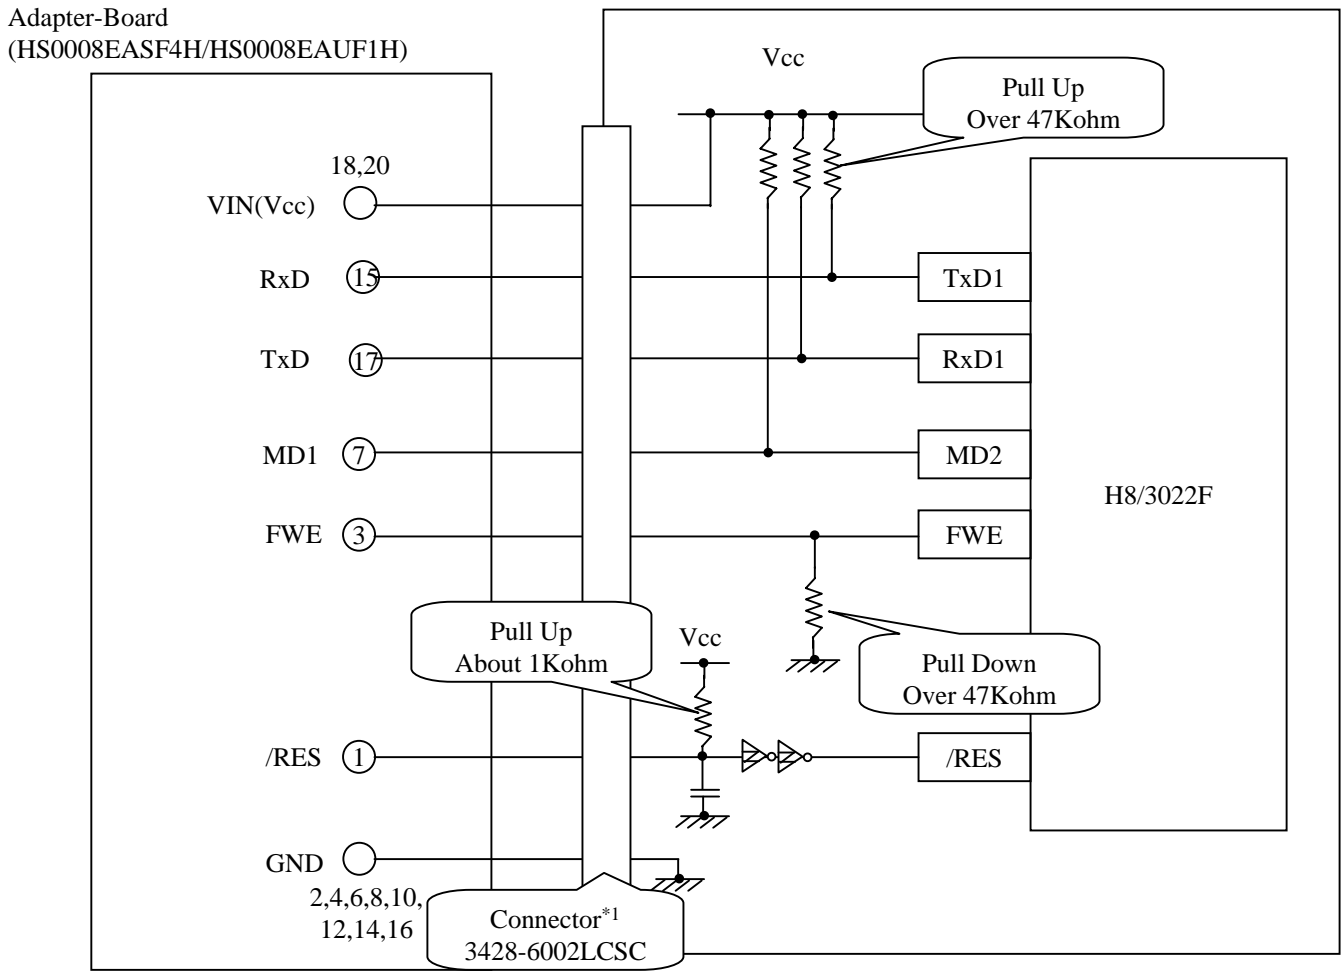 Adapter-Board
(HS0008EASF4H/HS0008EAUF1H)
Vcc
Pull Up
Over 47Kohm
18,20
VIN(Vcc)
RxD 15 TxD1
TxD 17 RxD1
MD1 7 MD2
H8/3022F
FWE 3 FWE
Pull Up
About 1Kohm
Vcc
Pull Down
Over 47Kohm
/RES 1 /RES
GND
2,4,6,8,10,
12,14,16
Connector*1
3428-6002LCSC